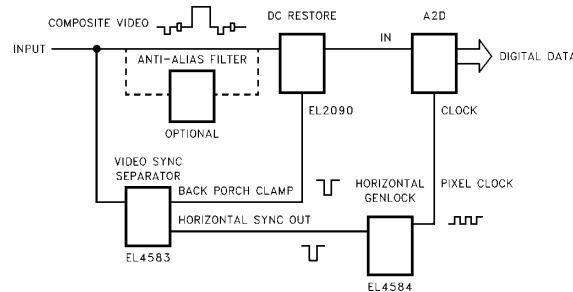 COMPOSITE VIDEO
DC RESTORE
A2D
INPUT
IN
ANTI-ALIAS FILTER
DIGITAL DATA
OPTIONAL
EL2090
CLOCK
VIDEO SYNC
SEPARATOR
BACK PORCH CLAMP
HORIZONTAL
GENLOCK
PIXEL CLOCK
HORIZONTAL SYNC OUT
EL4583
EL4584